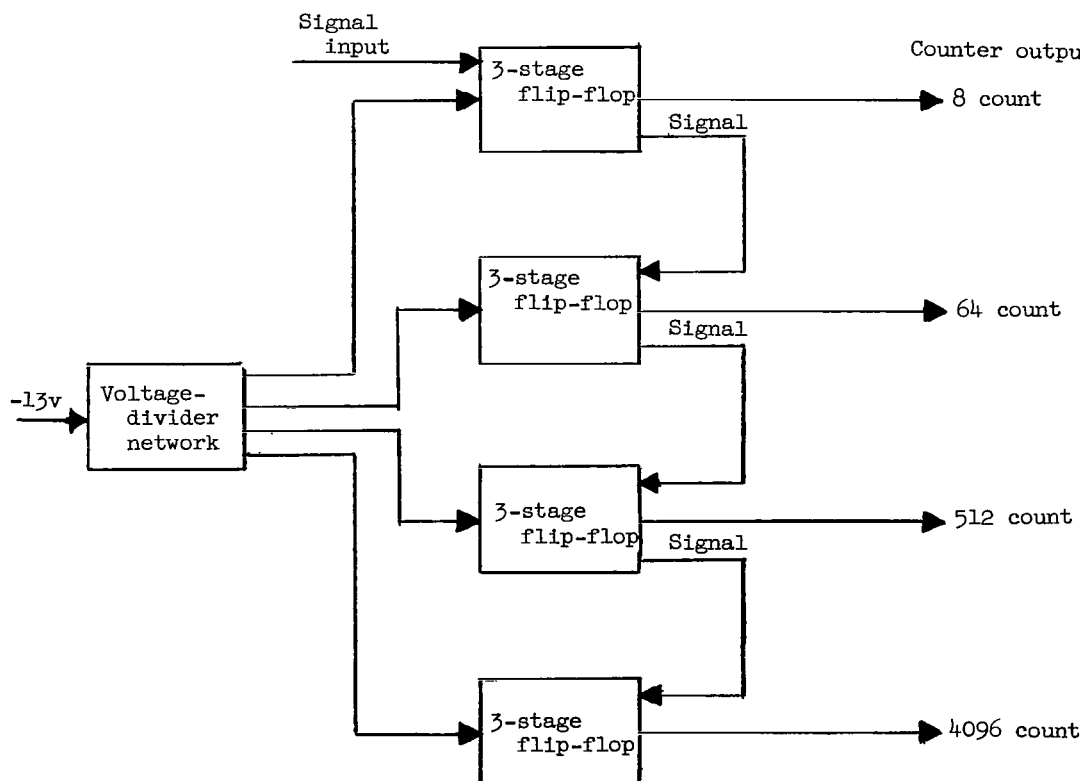 Signal
input
3-stage
flip-flop
Counter outpu
8 count
Signal
3-stage
flip-flop
64 count
Signal
-13v
Voltage-
divider
network
3-stage
flip-flop
512 count
Signal
3-stage
flip-flop
4096 count